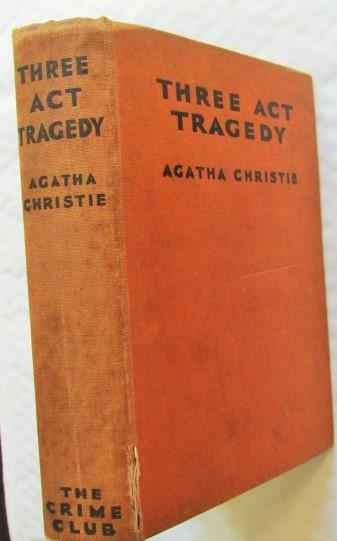 THREE
ACT
TRAGEDY
AGATHA
CHRISTIE
THE
CRIME
CLUB
THREE ACT
TRAGEDY
AGATHA CHRISTIE